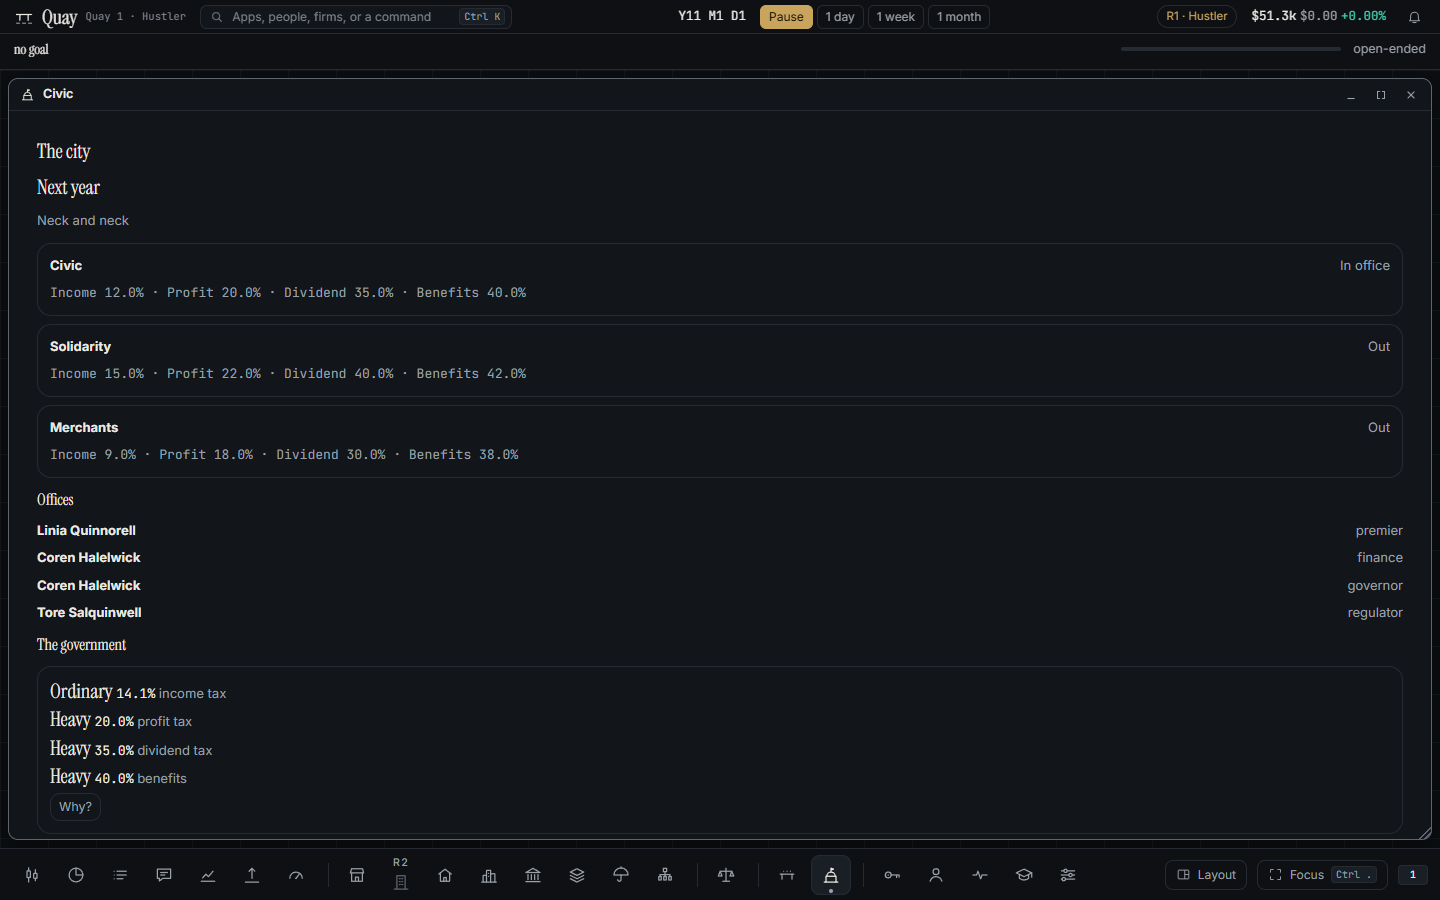 Quay Quay 1 · Hustler Apps, people, firms, or a command Ctrl K Y11 M1 D1 Pause 1 day 1 week 1 month R1 · Hustler $51.3k $0.00 +0.00%
no goal open-ended
Civic
The city
Next year
Neck and neck
Civic In office
Income 12.0% · Profit 20.0% · Dividend 35.0% · Benefits 40.0%
Solidarity Out
Income 15.0% · Profit 22.0% · Dividend 40.0% · Benefits 42.0%
Merchants Out
Income 9.0% · Profit 18.0% · Dividend 30.0% · Benefits 38.0%
Offices
Linia Quinnorell premier
Coren Halelwick finance
Coren Halelwick governor
Tore Salquinwell regulator
The government
Ordinary 14.1% income tax
Heavy 20.0% profit tax
Heavy 35.0% dividend tax
Heavy 40.0% benefits
Why?
R2
Layout Focus Ctrl . 1